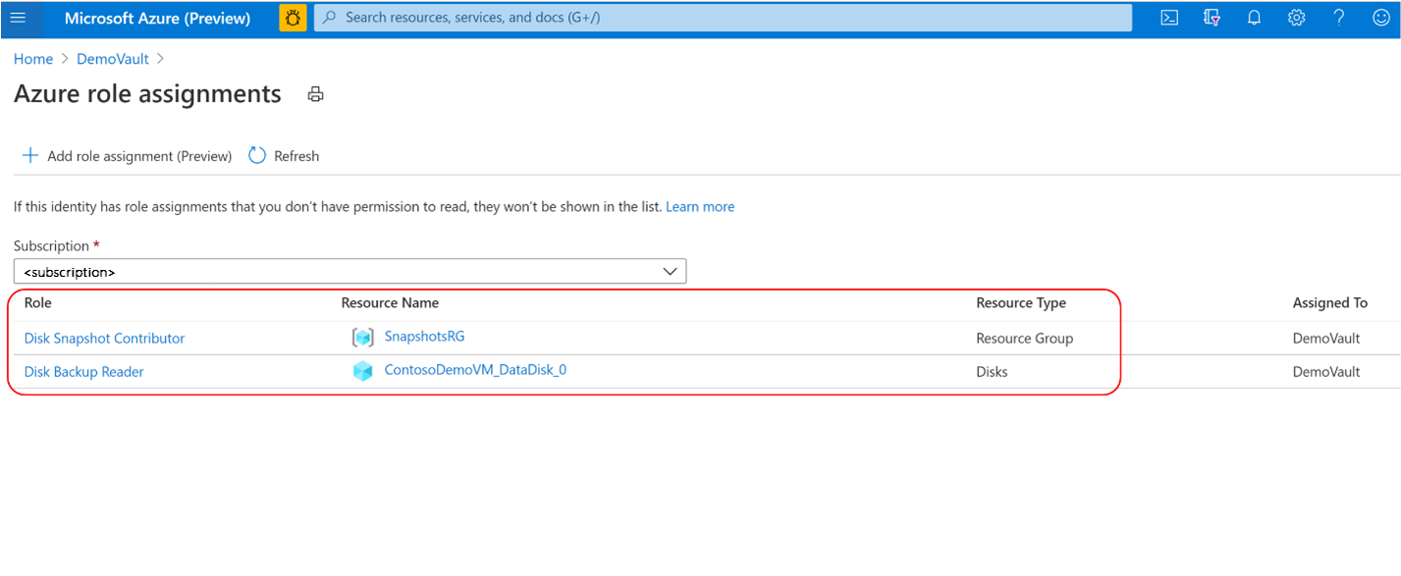 Microsoft Azure (Preview) Search resources, services, and docs (G+/)
Home > DemoVault >
Azure role assignments
Add role assignment (Preview) Refresh
If this identity has role assignments that you don't have permission to read, they won't be shown in the list. Learn more
Subscription *
<subscription>
Role Resource Name Resource Type Assigned To
Disk Snapshot Contributor SnapshotsRG Resource Group DemoVault
Disk Backup Reader ContosoDemoVM_DataDisk_0 Disks DemoVault